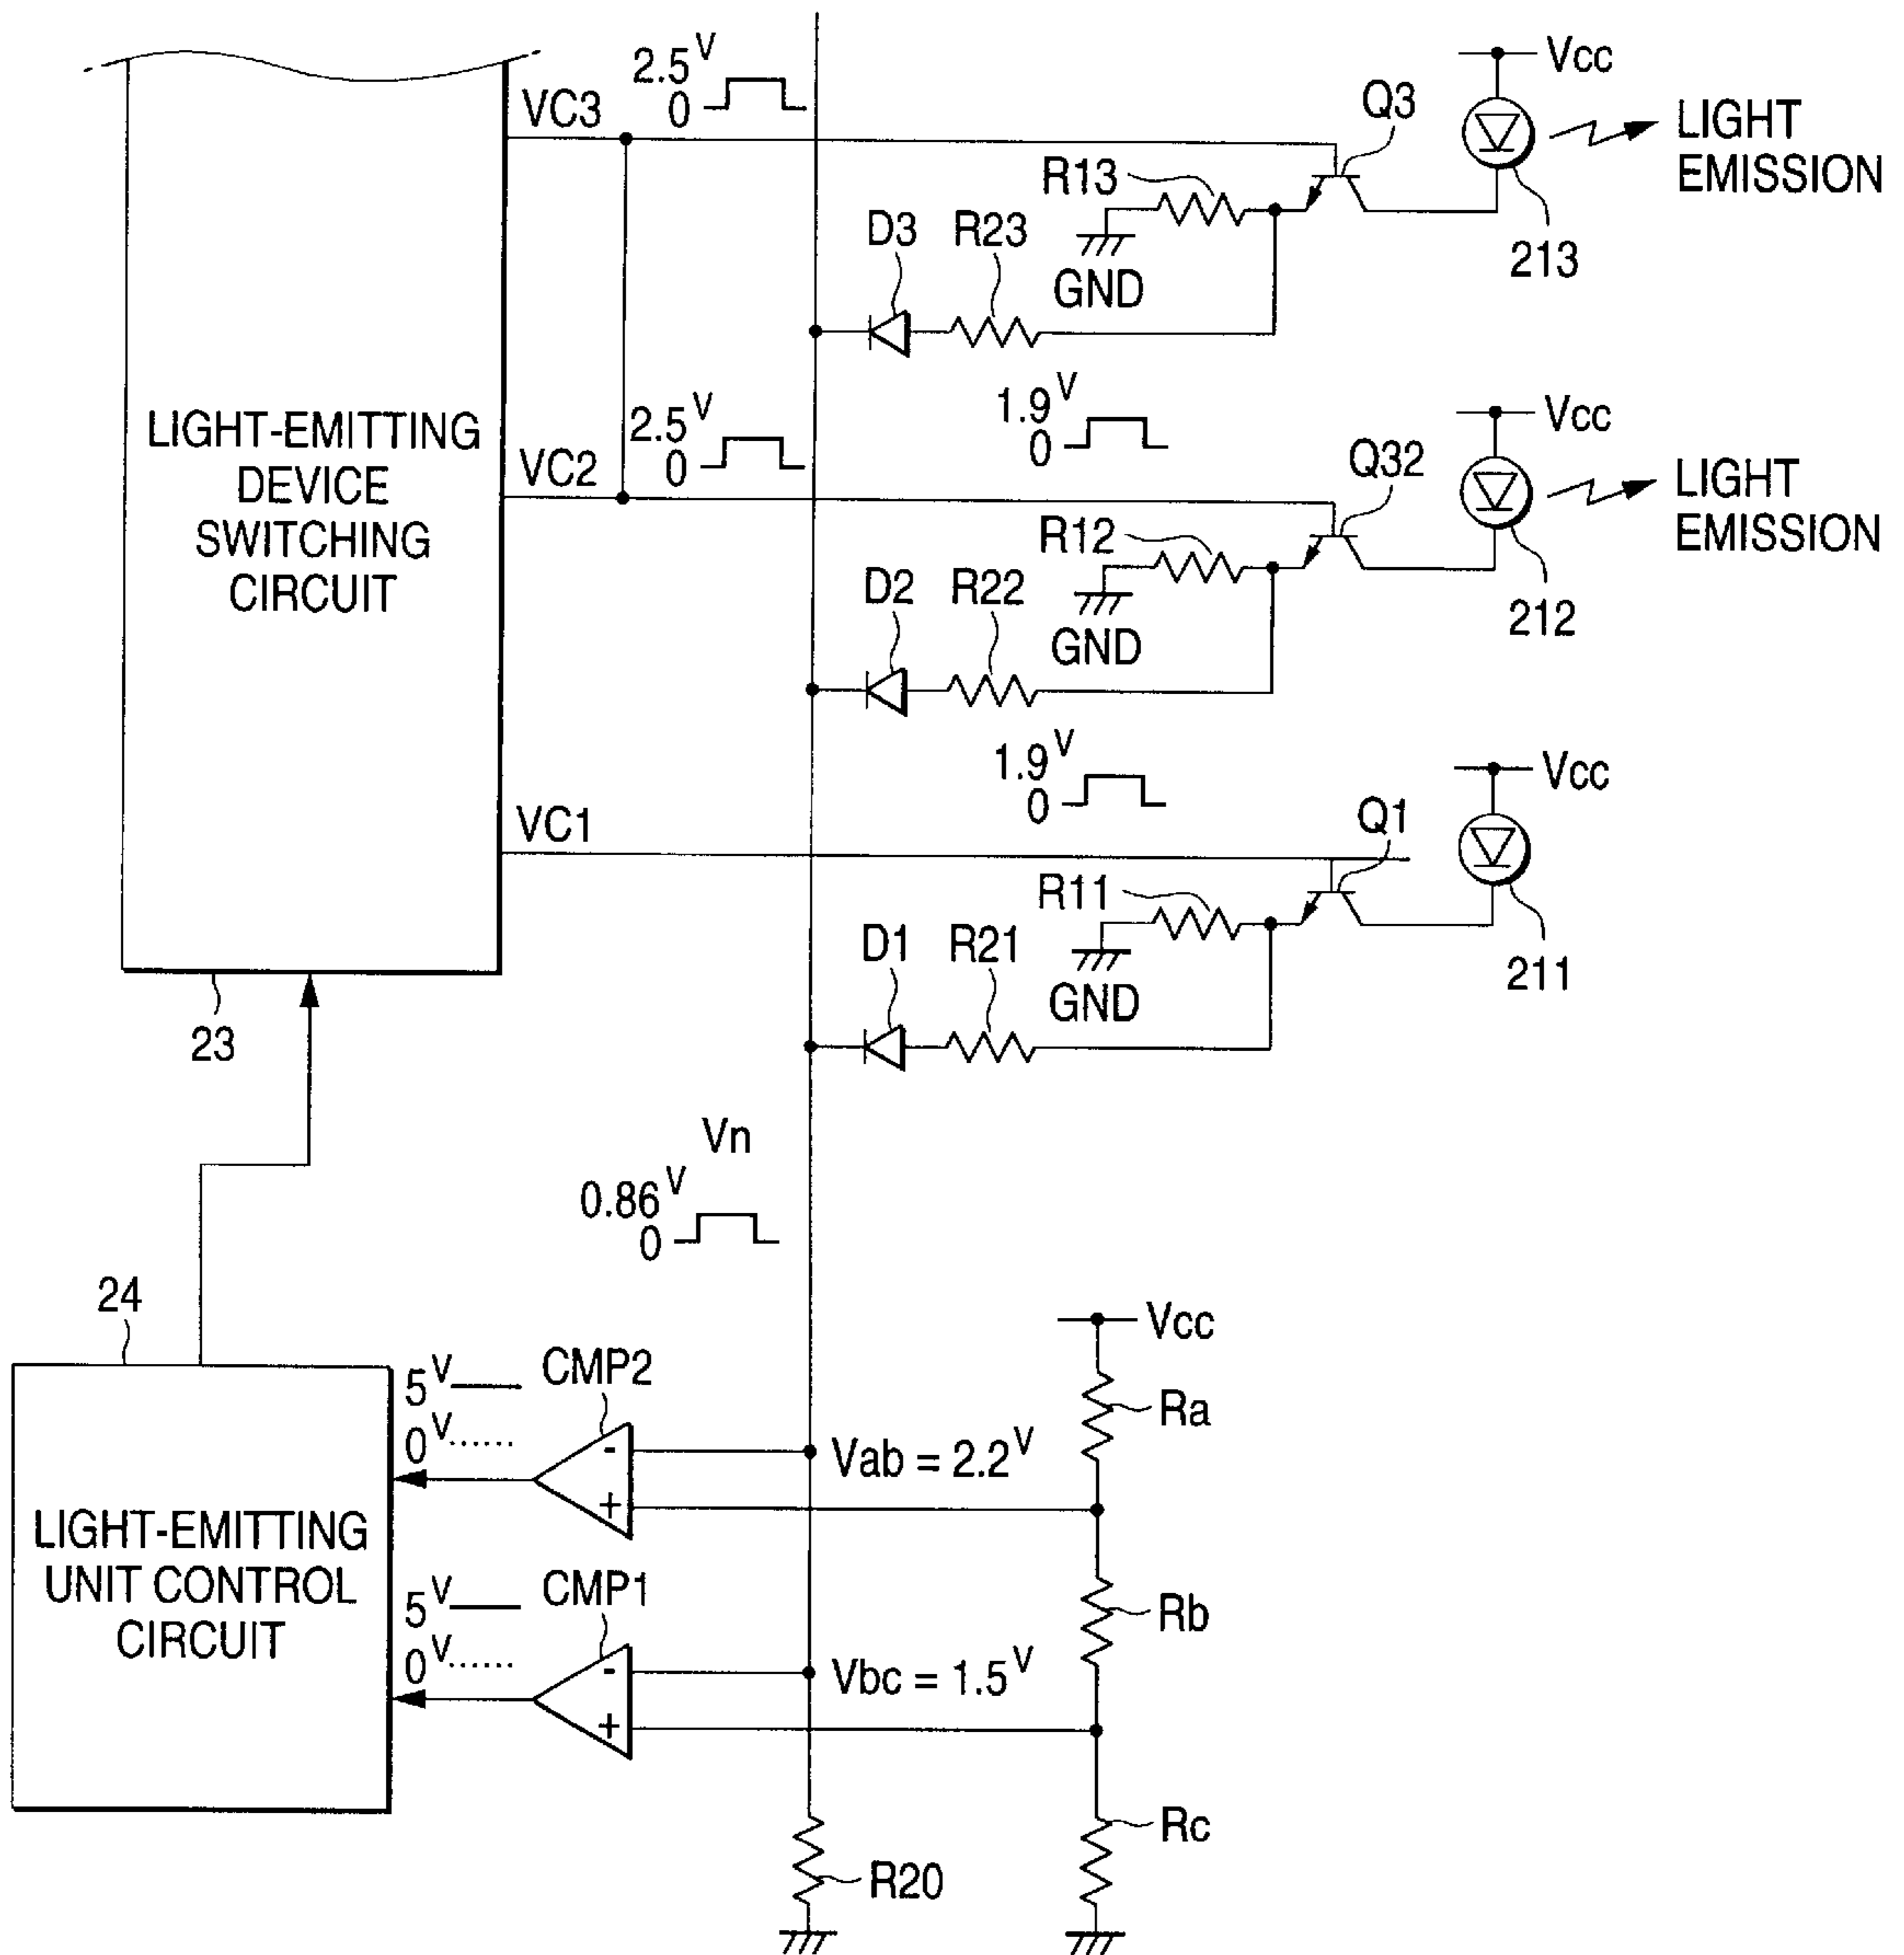 2.5V
0
VC3
Vcc
Q3
LIGHT
EMISSION
R13
213
D3
R23
GND
LIGHT-EMITTING
DEVICE
SWITCHING
CIRCUIT
2.5V
0
VC2
1.9V
0
Vcc
Q32
LIGHT
EMISSION
R12
212
D2
R22
GND
1.9V
0
Vcc
VC1
Q1
R11
211
D1
R21
GND
23
Vn
0.86V
0
24
Vcc
5V
0V
CMP2
Ra
Vab = 2.2V
LIGHT-EMITTING
UNIT CONTROL
CIRCUIT
5V
0V
CMP1
Rb
Vbc = 1.5V
Rc
R20